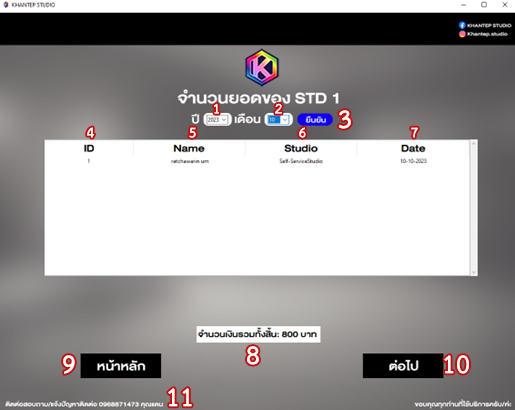 KHANTEP STUDIO
KHANTEP STUDIO
Khantep.studio
K
จำนวนยอดของ STD 1
1 2
ปี 2023 เดือน 10 ยืนยัน 3
4 5 6 7
ID Name Studio Date
1 ratchawarin um Self-ServiceStudio 10-10-2023
จำนวนเงินรวมทั้งสิ้น: 800 บาท
8
9 หน้าหลัก ต่อไป 10
ติดต่อสอบถาม/แจ้งปัญหาติดต่อ 0968871473 คุณแดน 11 ขอบคุณทุกท่านที่ใช้บริการครับ/ค่ะ